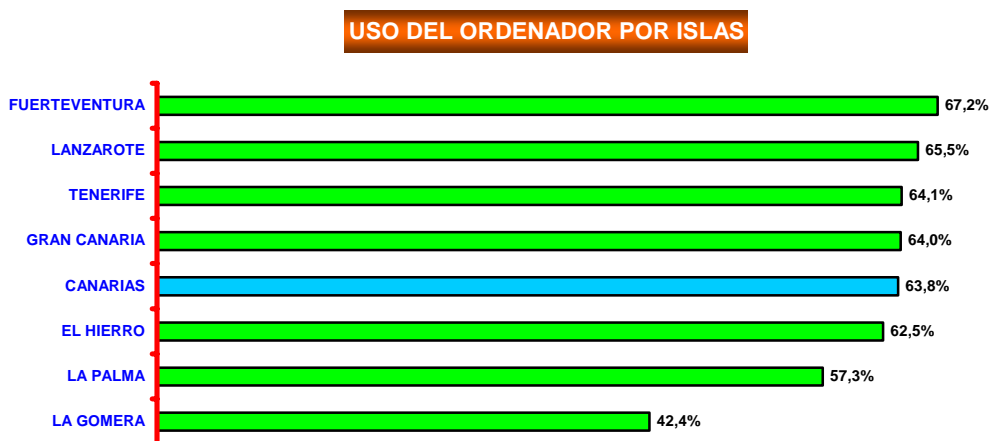 USO DEL ORDENADOR POR ISLAS
FUERTEVENTURA 67,2%
LANZAROTE 65,5%
TENERIFE 64,1%
GRAN CANARIA 64,0%
CANARIAS 63,8%
EL HIERRO 62,5%
LA PALMA 57,3%
LA GOMERA 42,4%